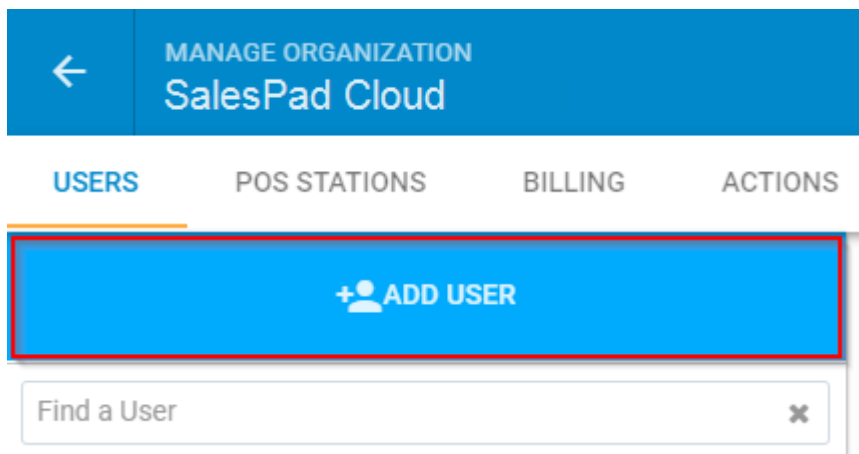 MANAGE ORGANIZATION
SalesPad Cloud
USERS POS STATIONS BILLING ACTIONS
ADD USER
Find a User